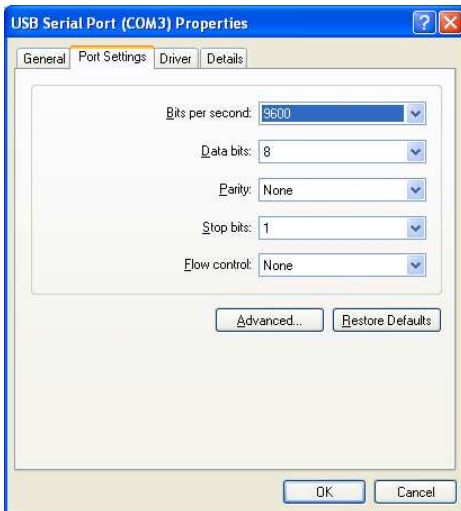 USB Serial Port (COM3) Properties
?
X
General Port Settings Driver Details
Bits per second: 9600
Data bits: 8
Parity: None
Stop bits: 1
Flow control: None
Advanced... Restore Defaults
OK Cancel